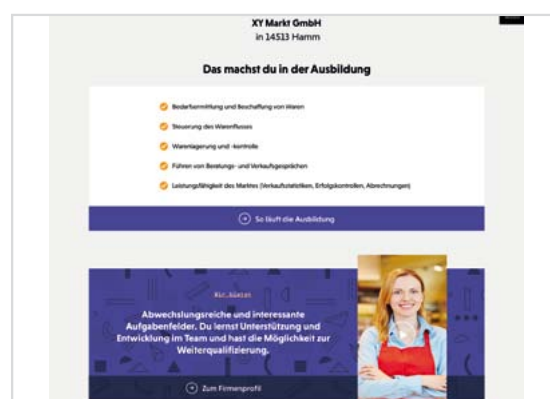 XY Markt GmbH
in 14513 Hamm
Das machst du in der Ausbildung
Bedarfsermittlung und Beschaffung von Waren
Steuerung des Warenflusses
Warenlagerung und -kontrolle
Führen von Beratungs- und Verkaufsgesprächen
Leistungsfähigkeit des Marktes (Verkaufsstatistiken, Erfolgskontrollen, Abrechnungen)
So läuft die Ausbildung
Wir bieten
Abwechslungsreiche und interessante
Aufgabenfelder. Du lernst Unterstützung und
Entwicklung im Team und hast die Möglichkeit zur
Weiterqualifizierung.
Zum Firmenprofil